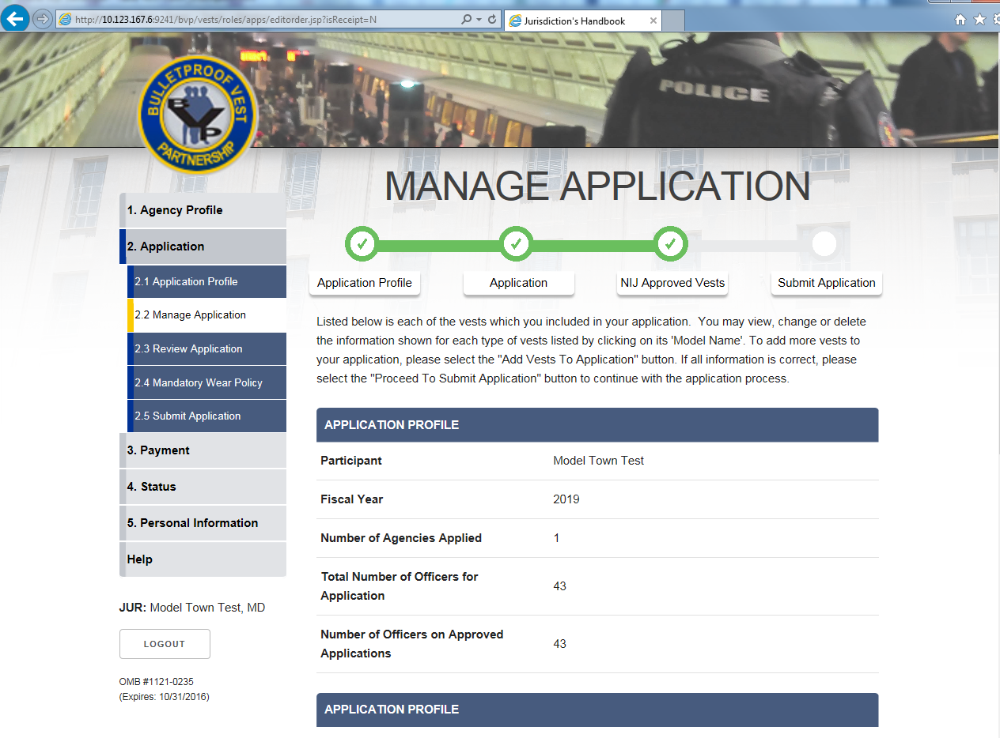 http://10.123.167.6:9241/bvp/vests/roles/apps/editorder.jsp?isReceipt=N
Jurisdiction's Handbook
POLICE
BULLETPROOF VEST
BVP
PARTNERSHIP
MANAGE APPLICATION
1. Agency Profile
2. Application
2.1 Application Profile
2.2 Manage Application
2.3 Review Application
2.4 Mandatory Wear Policy
2.5 Submit Application
3. Payment
4. Status
5. Personal Information
Help
JUR: Model Town Test, MD
LOGOUT
OMB #1121-0235
(Expires: 10/31/2016)
Application Profile
Application
NIJ Approved Vests
Submit Application
Listed below is each of the vests which you included in your application.  You may view, change or delete
the information shown for each type of vests listed by clicking on its 'Model Name'. To add more vests to
your application, please select the "Add Vests To Application" button. If all information is correct, please
select the "Proceed To Submit Application" button to continue with the application process.
APPLICATION PROFILE
Participant Model Town Test
Fiscal Year 2019
Number of Agencies Applied 1
Total Number of Officers for
Application 43
Number of Officers on Approved
Applications 43
APPLICATION PROFILE